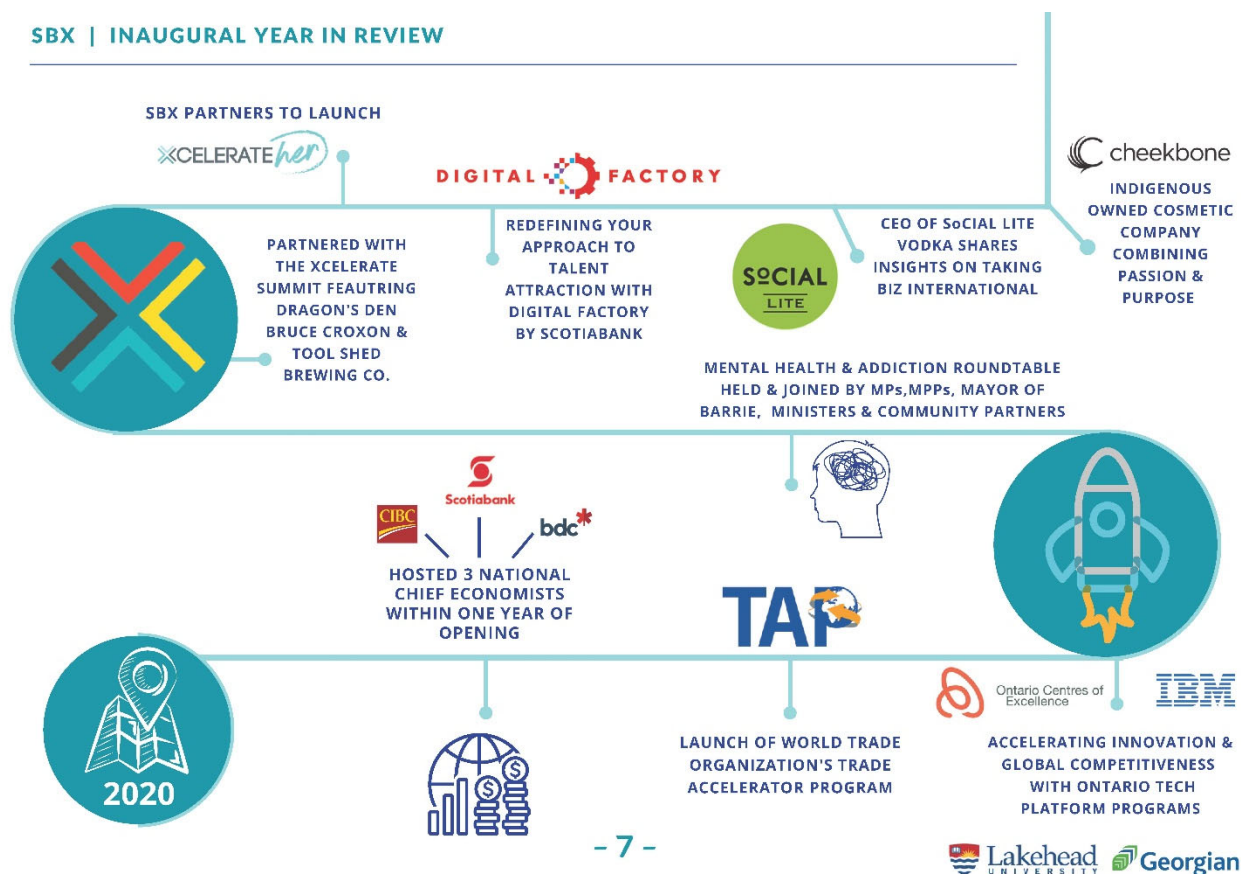 SBX | INAUGURAL YEAR IN REVIEW
SBX PARTNERS TO LAUNCH
XCELERATE her
DIGITAL FACTORY
cheekbone
PARTNERED WITH
THE XCELERATE
SUMMIT FEAUTRING
DRAGON'S DEN
BRUCE CROXON &
TOOL SHED
BREWING CO.
REDEFINING YOUR
APPROACH TO
TALENT
ATTRACTION WITH
DIGITAL FACTORY
BY SCOTIABANK
SoCIAL
LITE
CEO OF SoCIAL LITE
VODKA SHARES
INSIGHTS ON TAKING
BIZ INTERNATIONAL
INDIGENOUS
OWNED COSMETIC
COMPANY
COMBINING
PASSION &
PURPOSE
MENTAL HEALTH & ADDICTION ROUNDTABLE
HELD & JOINED BY MPs,MPPs, MAYOR OF
BARRIE, MINISTERS & COMMUNITY PARTNERS
CIBC
Scotiabank
bdc*
HOSTED 3 NATIONAL
CHIEF ECONOMISTS
WITHIN ONE YEAR OF
OPENING
TAP
2020
LAUNCH OF WORLD TRADE
ORGANIZATION'S TRADE
ACCELERATOR PROGRAM
Ontario Centres of
Excellence
IBM
ACCELERATING INNOVATION &
GLOBAL COMPETITIVENESS
WITH ONTARIO TECH
PLATFORM PROGRAMS
- 7 -
Lakehead
UNIVERSITY
Georgian